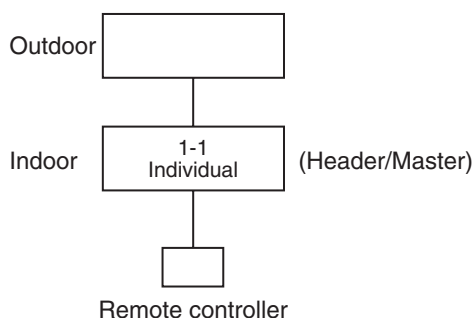 Outdoor
1-1
Indoor
Individual
(Header/Master)
Remote controller